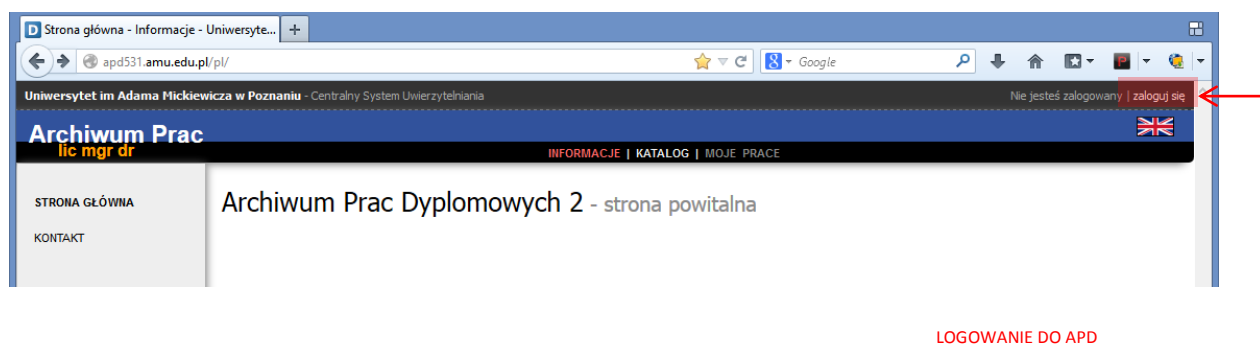 D Strona główna - Informacje - Uniwersyte... +
apd531.amu.edu.pl/pl/ 8 Google
Uniwersytet im Adama Mickiewicza w Poznaniu - Centralny System Uwierzytelniania Nie jesteś zalogowany | zaloguj się
Archiwum Prac
lic mgr dr
INFORMACJE | KATALOG | MOJE PRACE
STRONA GŁÓWNA
Archiwum Prac Dyplomowych 2 - strona powitalna
KONTAKT
LOGOWANIE DO APD